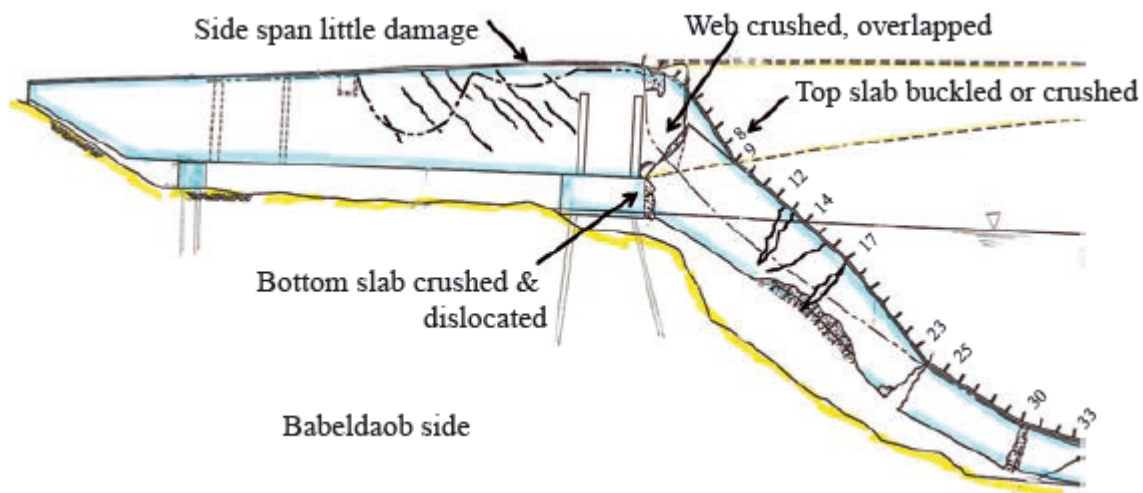 Side span little damage
Web crushed, overlapped
Top slab buckled or crushed
8
9
12
14
17
Bottom slab crushed &
dislocated
23
25
30
33
Babeldaob side